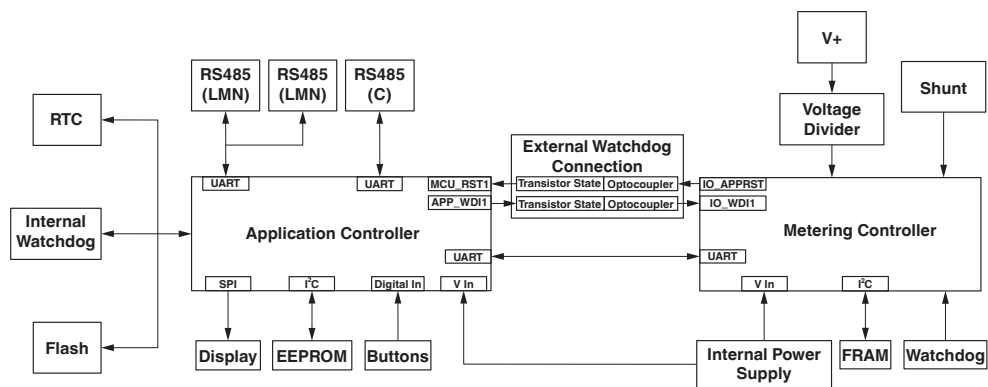 V+
RS485
(LMN)
RS485
(LMN)
RS485
(C)
Shunt
RTC
Voltage
Divider
External Watchdog
Connection
UART
UART
MCU_RST1
Transistor State
Optocoupler
IO_APPRST
APP_WDI1
Transistor State
Optocoupler
IO_WDI1
Internal
Watchdog
Application Controller
Metering Controller
UART
UART
SPI
I²C
Digital In
V In
V In
I²C
Flash
Display
EEPROM
Buttons
Internal Power
Supply
FRAM
Watchdog